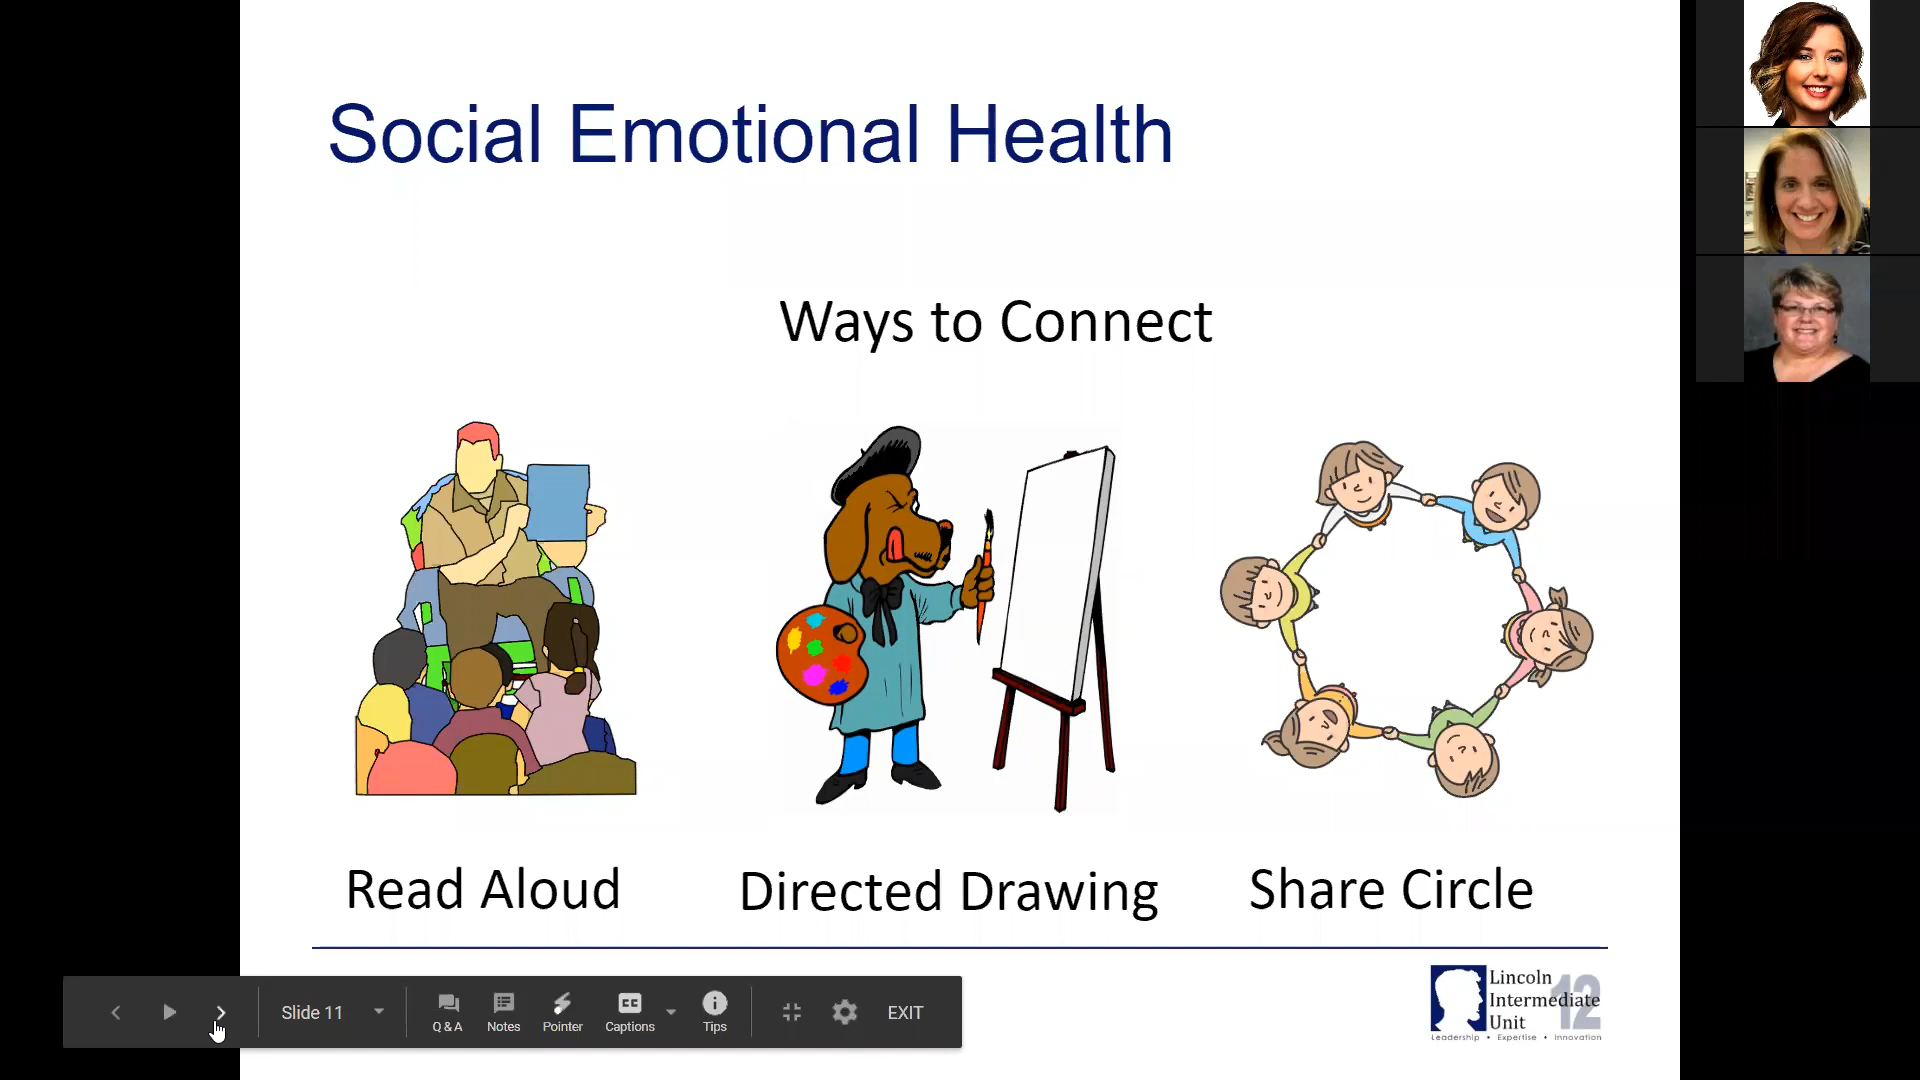 Social Emotional Health
Ways to Connect
Read Aloud
Directed Drawing
Share Circle
Slide 11
Q & A
Notes
Pointer
CC
Captions
Tips
EXIT
Lincoln
Intermediate
Unit
12
Leadership • Expertise • Innovation